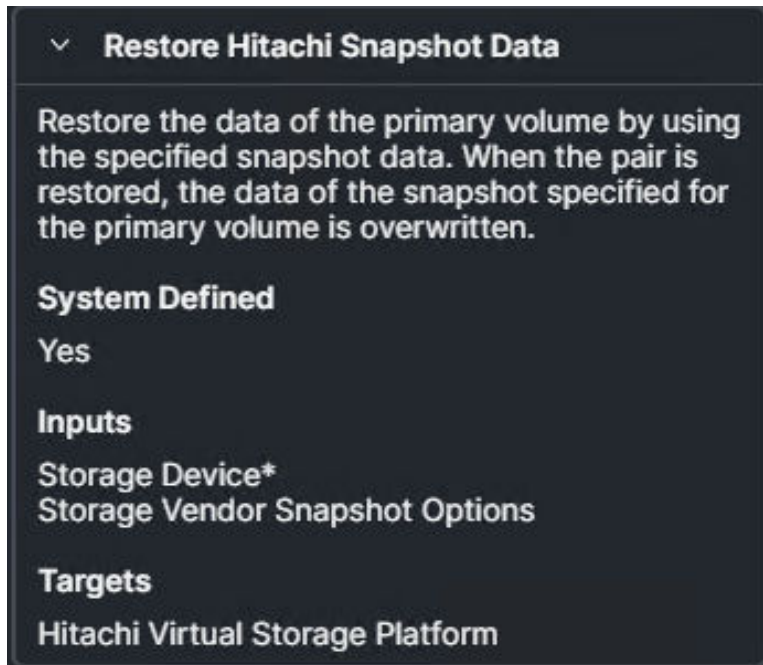 Restore Hitachi Snapshot Data
Restore the data of the primary volume by using
the specified snapshot data. When the pair is
restored, the data of the snapshot specified for
the primary volume is overwritten.
System Defined
Yes
Inputs
Storage Device*
Storage Vendor Snapshot Options
Targets
Hitachi Virtual Storage Platform